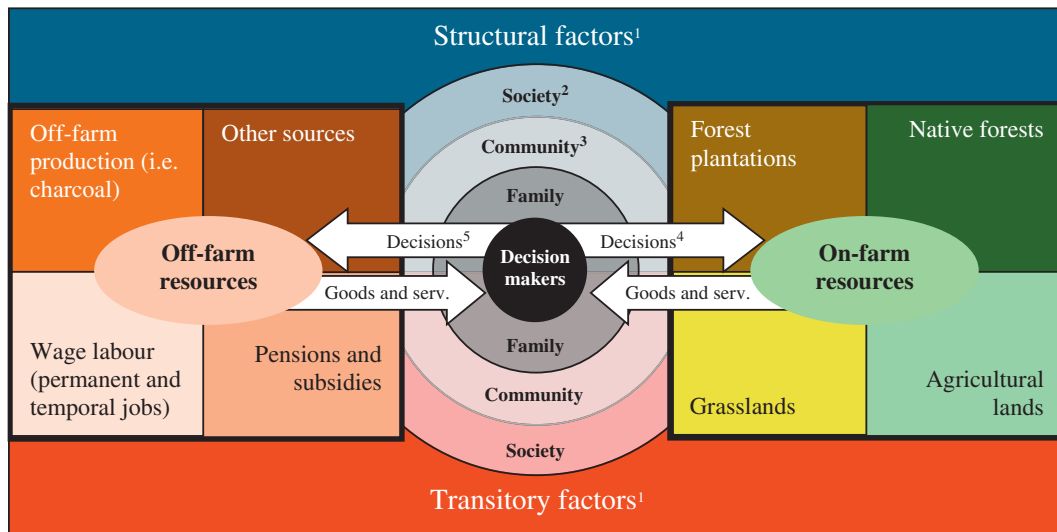 Structural factors¹
Society²
Community³
Family
Off-farm
production (i.e.
charcoal)
Other sources
Forest
plantations
Native forests
Decisions⁵
Decisions⁴
Off-farm
resources
Decision
makers
On-farm
resources
Goods and serv.
Goods and serv.
Family
Wage labour
(permanent and
temporal jobs)
Pensions and
subsidies
Community
Grasslands
Agricultural
lands
Society
Transitory factors¹